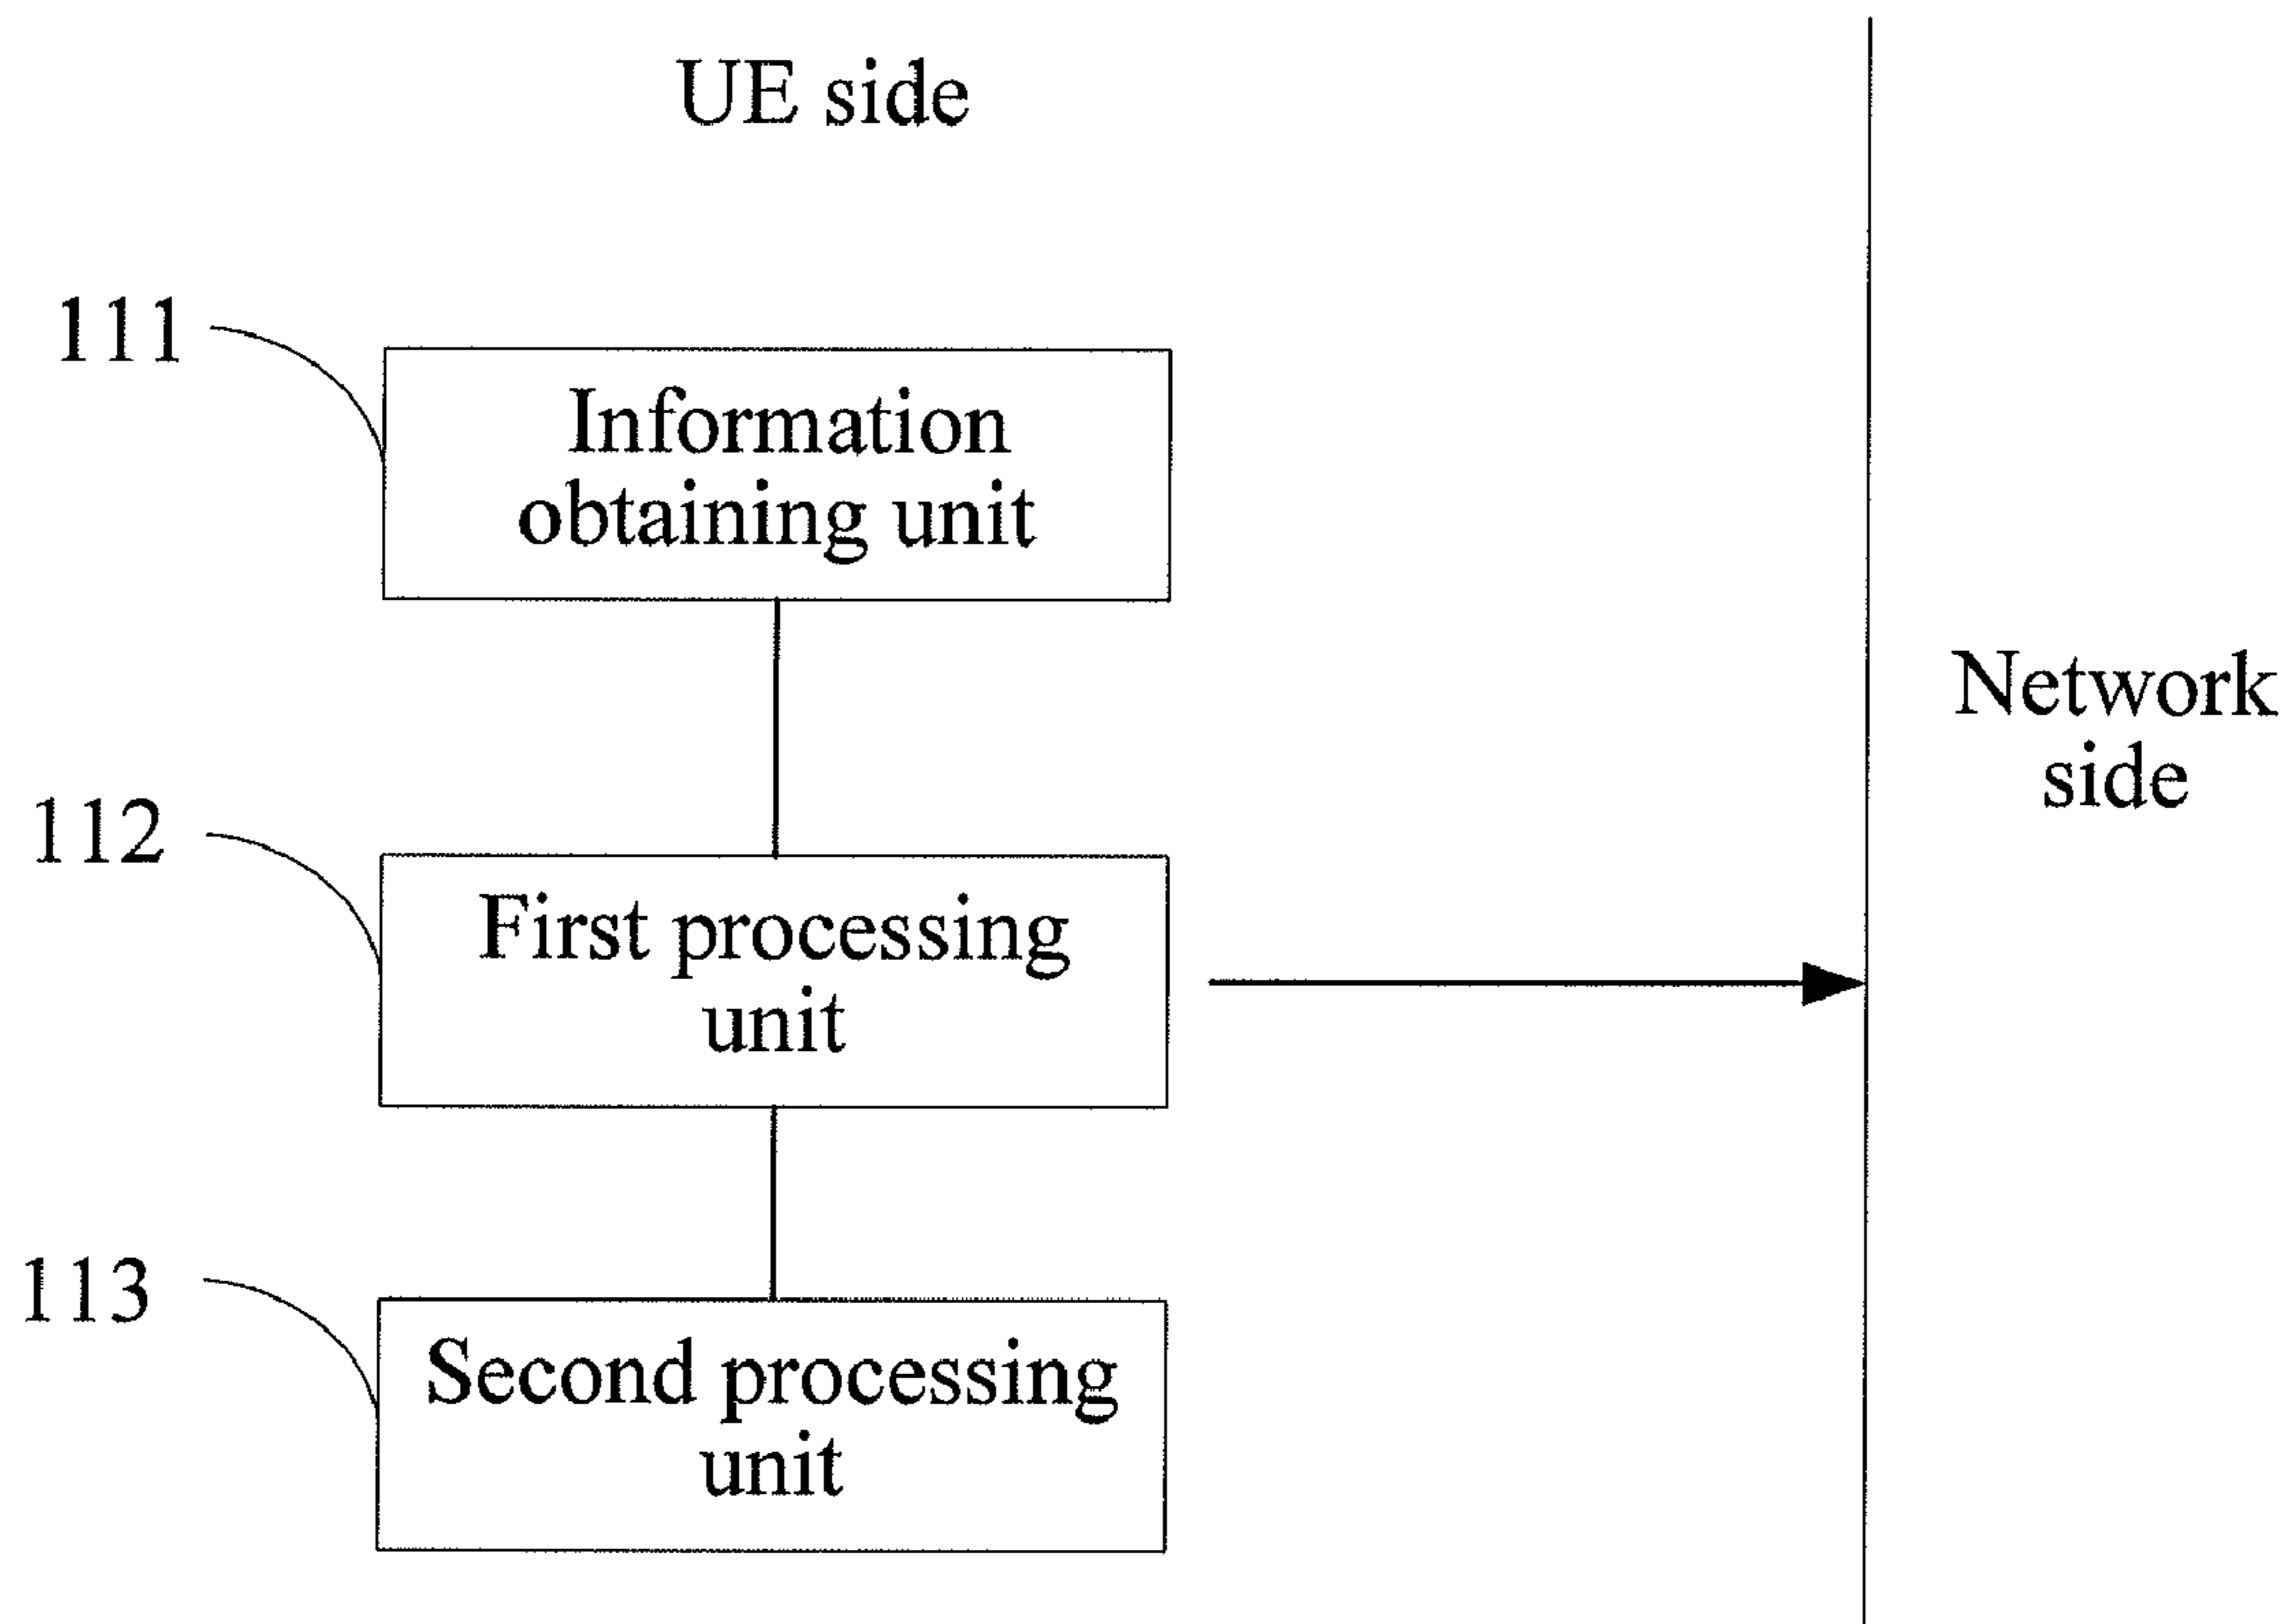 UE side
111
Information
obtaining unit
Network
side
112
First processing
unit
113
Second processing
unit